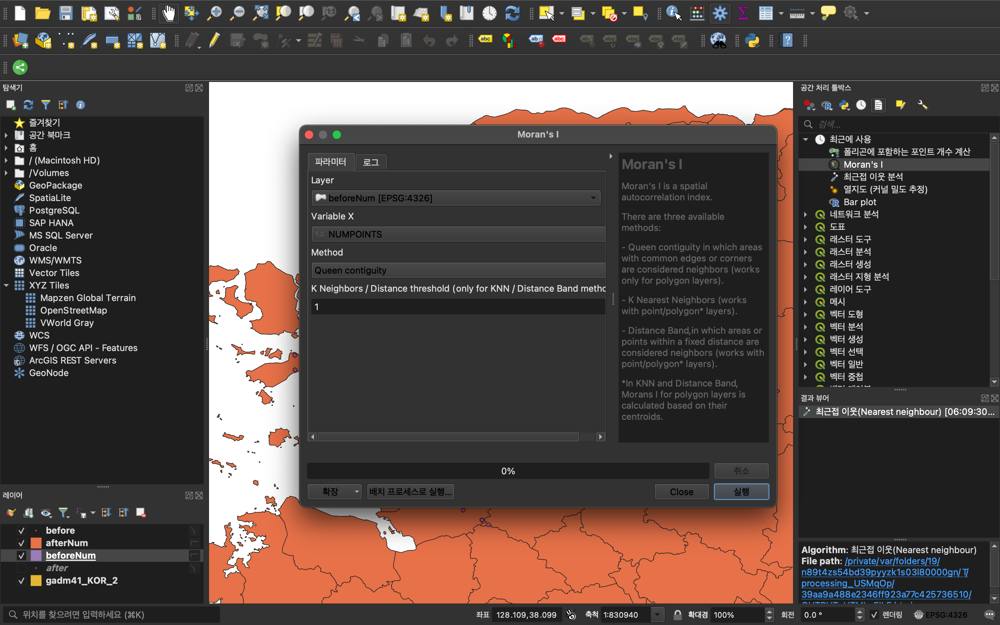 탐색기
즐겨찾기
공간 북마크
홈
/ (Macintosh HD)
/Volumes
GeoPackage
SpatiaLite
PostgreSQL
SAP HANA
MS SQL Server
Oracle
WMS/WMTS
Vector Tiles
XYZ Tiles
Mapzen Global Terrain
OpenStreetMap
VWorld Gray
WCS
WFS / OGC API - Features
ArcGIS REST Servers
GeoNode
레이어
before
afterNum
beforeNum
after
gadm41_KOR_2
Moran's I
파라미터
로그
Layer
beforeNum [EPSG:4326]
Variable X
1.2 NUMPOINTS
Method
Queen contiguity
K Neighbors / Distance threshold (only for KNN / Distance Band metho
1
Moran's I
Moran's I is a spatial
autocorrelation index.
There are three available
methods:
- Queen contiguity in which areas
with common edges or corners
are considered neighbors (works
only for polygon layers).
- K Nearest Neighbors (works
with point/polygon* layers).
- Distance Band,in which areas or
points within a fixed distance are
considered neighbors (works with
point/polygon* layers).
*In KNN and Distance Band,
Morans I for polygon layers is
calculated based on their
centroids.
0%
취소
확장
배치 프로세스로 실행...
Close
실행
공간 처리 툴박스
검색...
최근에 사용
폴리곤에 포함하는 포인트 개수 계산
Moran's I
최근접 이웃 분석
열지도 (커널 밀도 추정)
Bar plot
네트워크 분석
도표
래스터 도구
래스터 분석
래스터 생성
래스터 지형 분석
레이어 도구
메시
벡터 도형
벡터 분석
벡터 생성
벡터 선택
벡터 일반
벡터 중첩
결과 뷰어
최근접 이웃(Nearest neighbour) [06:09:30...
Algorithm: 최근접 이웃(Nearest neighbour)
File path: /private/var/folders/19/
n89t4zs54bd39pyyzk1s03l80000gn/T/
processing_USMqOp/
39aa9a488e2346ff923a77c425736510/
위치를 찾으려면 입력하세요 (⌘K)
좌표 128.109,38.099 축척 1:830940 확대경 100% 회전 0.0 ° 렌더링 EPSG:4326